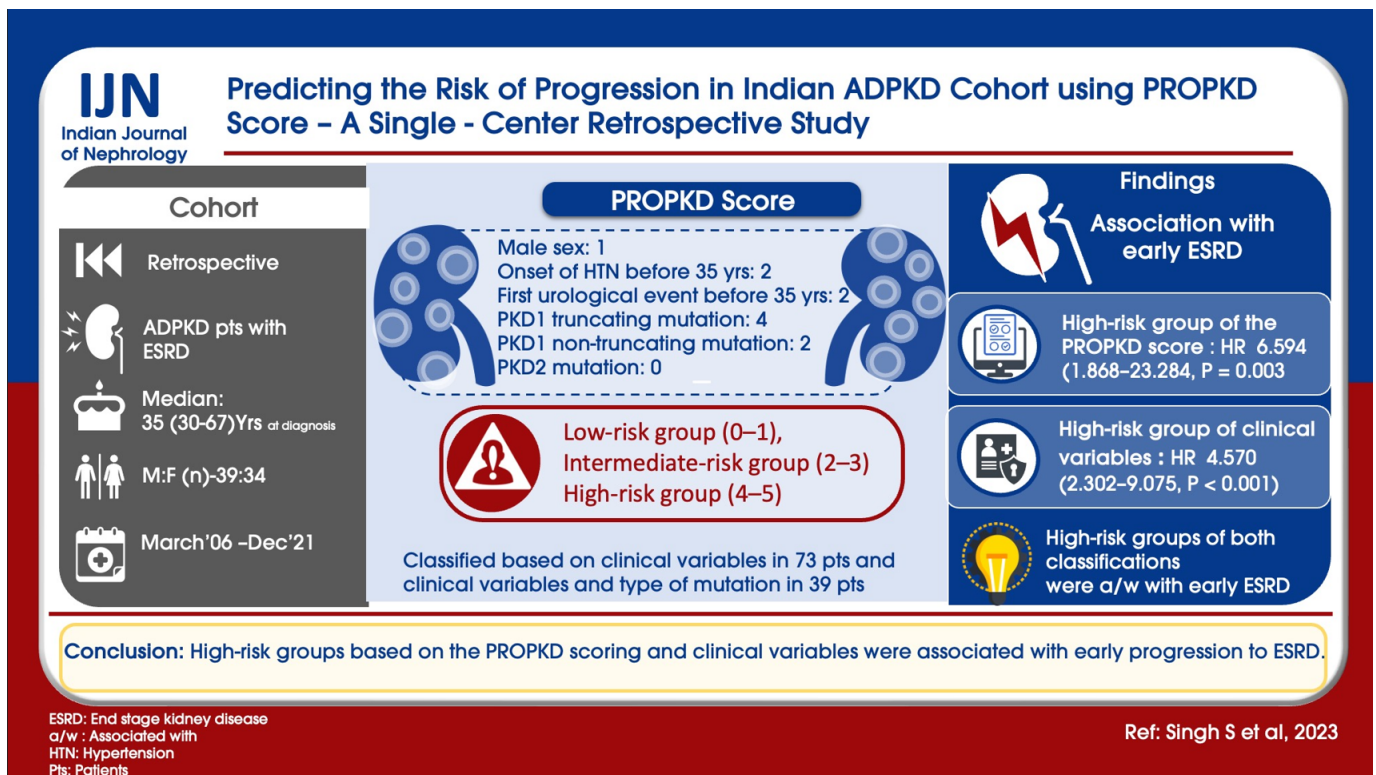 IJN
Indian Journal
of Nephrology
Predicting the Risk of Progression in Indian ADPKD Cohort using PROPKD
Score – A Single - Center Retrospective Study
Cohort
Retrospective
ADPKD pts with
ESRD
Median:
35 (30-67)Yrs at diagnosis
M:F (n)-39:34
March'06 –Dec'21
PROPKD Score
Male sex: 1
Onset of HTN before 35 yrs: 2
First urological event before 35 yrs: 2
PKD1 truncating mutation: 4
PKD1 non-truncating mutation: 2
PKD2 mutation: 0
Low-risk group (0–1),
Intermediate-risk group (2–3)
High-risk group (4–5)
Classified based on clinical variables in 73 pts and
clinical variables and type of mutation in 39 pts
Findings
Association with
early ESRD
High-risk group of the
PROPKD score : HR 6.594
(1.868–23.284, P = 0.003
High-risk group of clinical
variables : HR 4.570
(2.302–9.075, P < 0.001)
High-risk groups of both
classifications
were a/w with early ESRD
Conclusion: High-risk groups based on the PROPKD scoring and clinical variables were associated with early progression to ESRD.
ESRD: End stage kidney disease
a/w : Associated with
HTN: Hypertension
Pts: Patients
Ref: Singh S et al, 2023